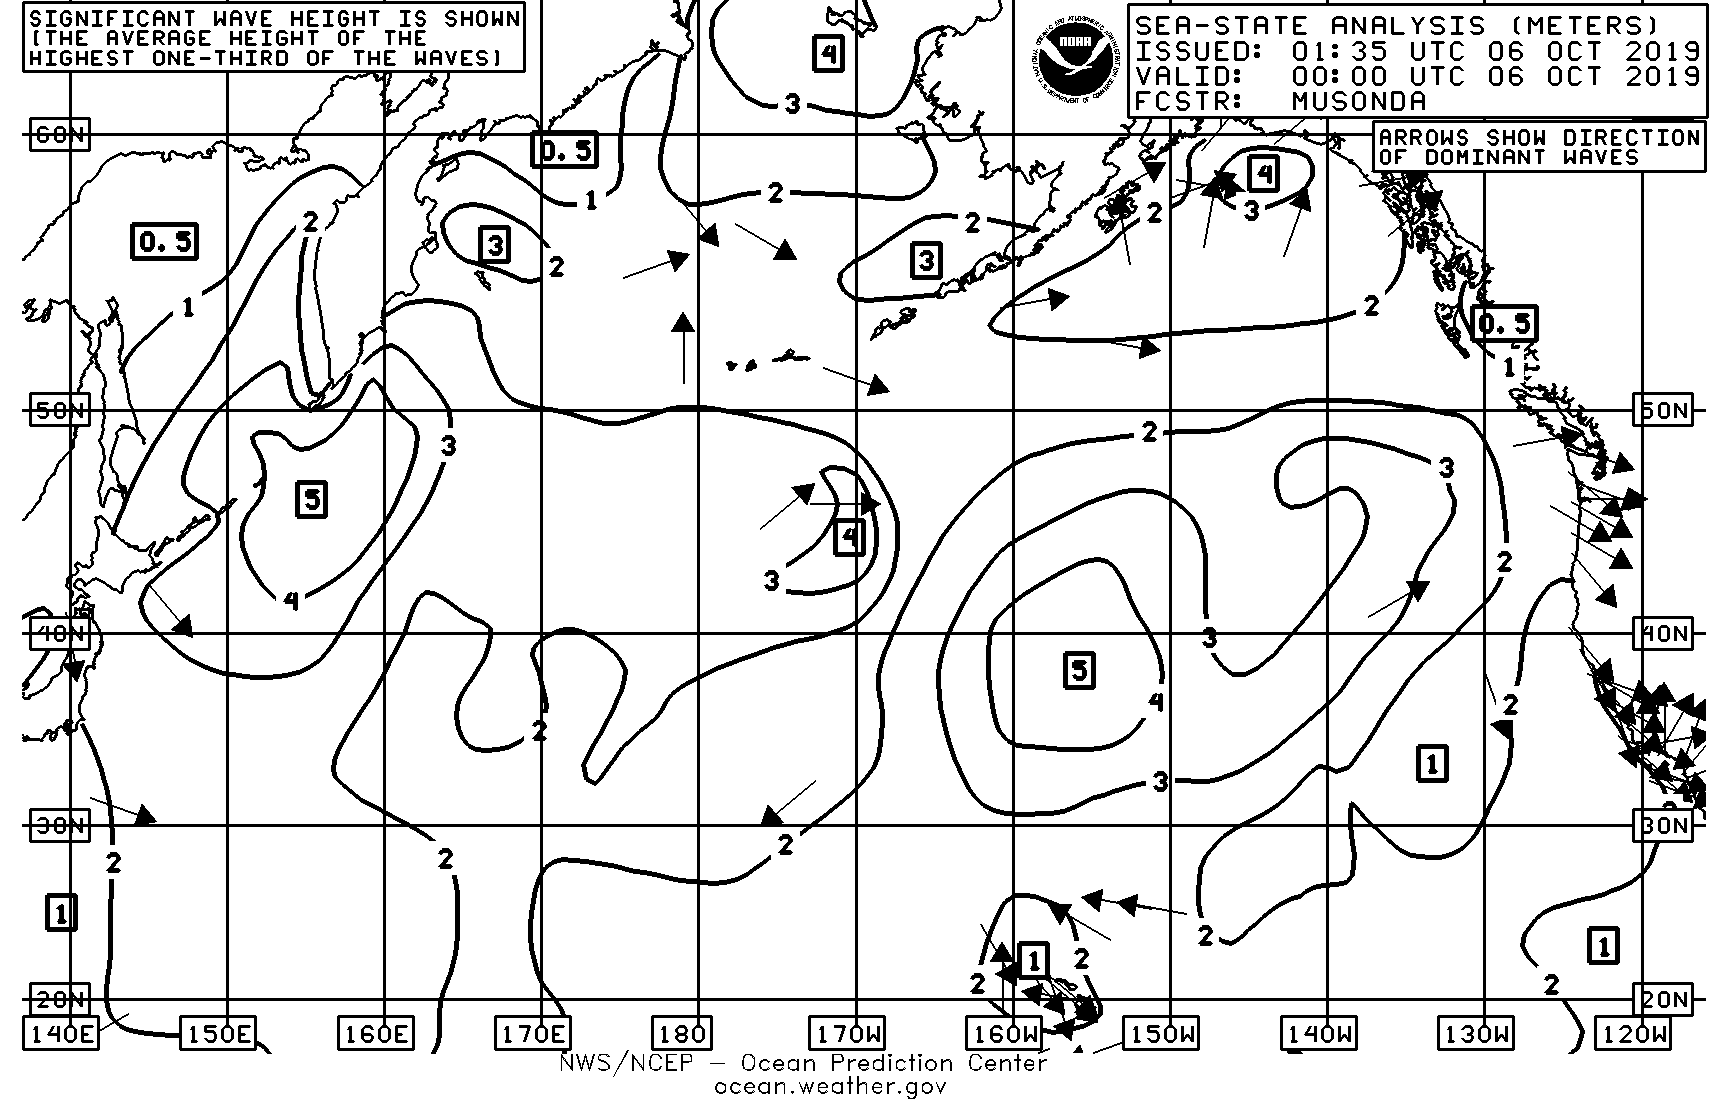 SIGNIFICANT WAVE HEIGHT IS SHOWN
(THE AVERAGE HEIGHT OF THE
HIGHEST ONE-THIRD OF THE WAVES)
NOAA
SEA-STATE ANALYSIS (METERS)
ISSUED: 01:35 UTC 06 OCT 2019
VALID: 00:00 UTC 06 OCT 2019
FCSTR: MUSONDA
ARROWS SHOW DIRECTION
OF DOMINANT WAVES
4
3
60N
0.5
4
1
2
2
3
2
0.5
3
2
2
3
1
2
0.5
1
50N
50N
3
2
3
5
4
3
2
4
40N
3
40N
5
4
2
2
1
3
30N
30N
2
2
2
1
2
1
1
2
2
2
20N
20N
140E
150E
160E
170E
180
170W
160W
150W
140W
130W
120W
NWS/NCEP – Ocean Prediction Center
ocean.weather.gov